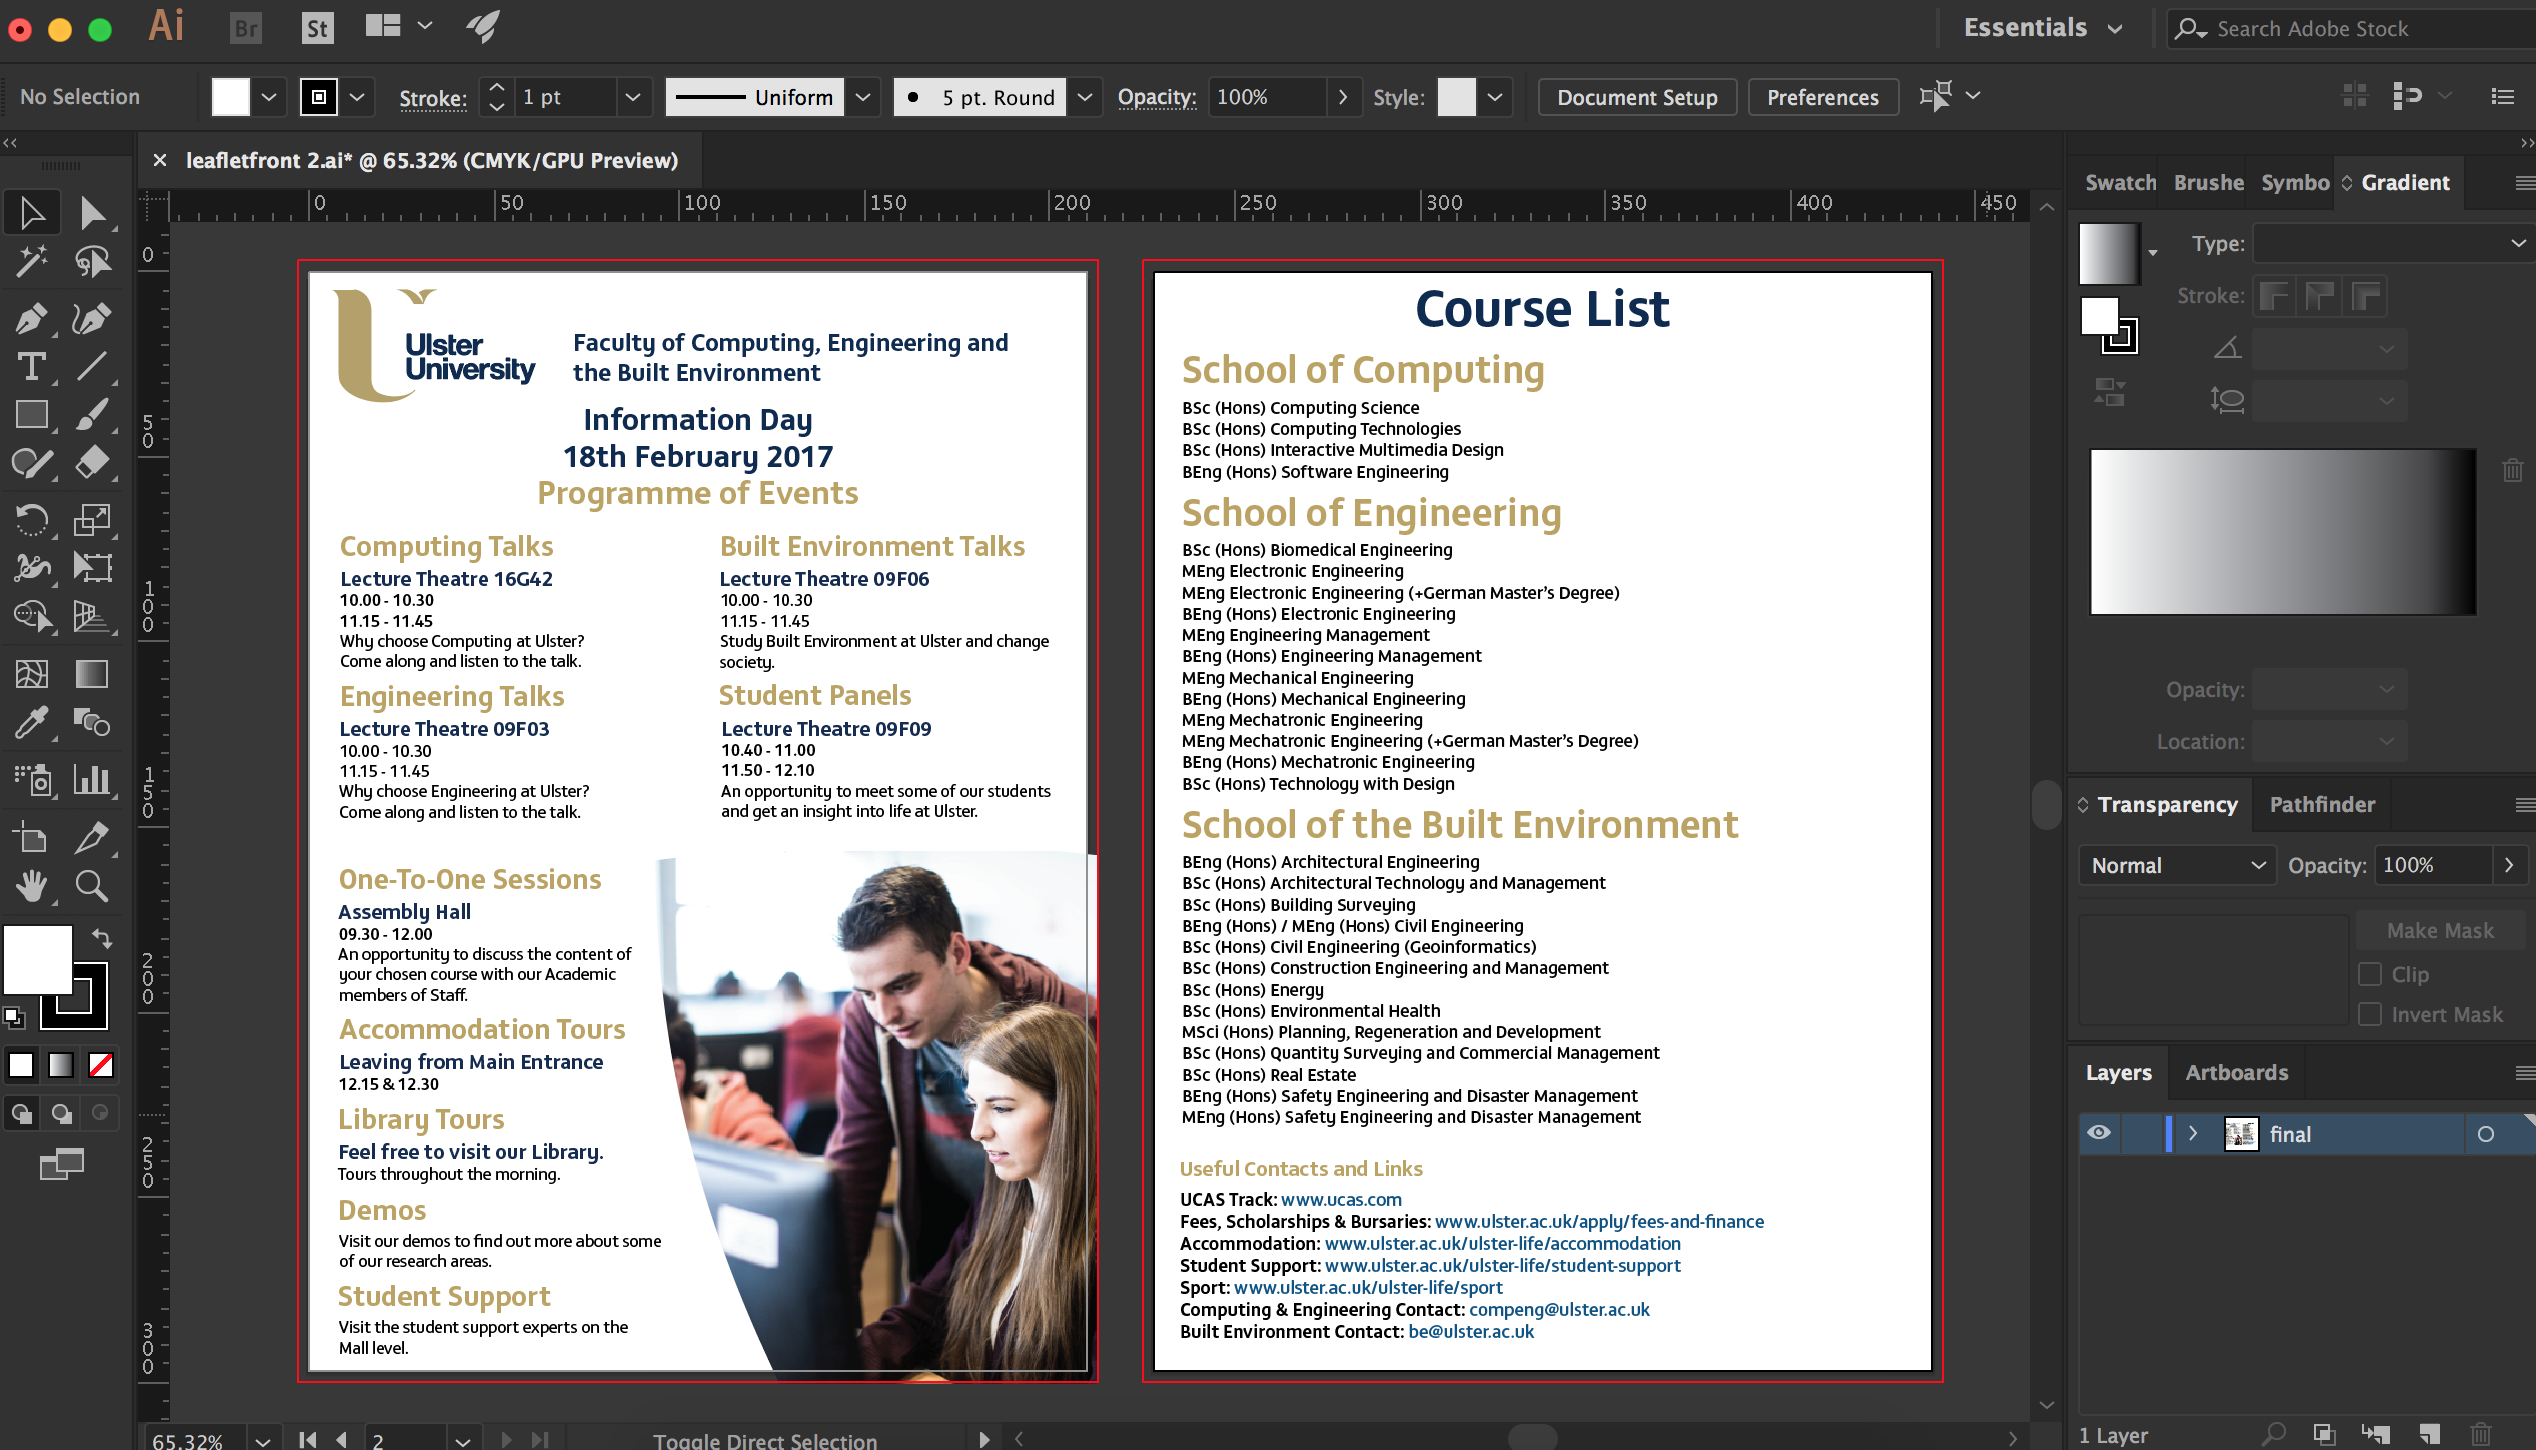 Ai
Br
St
Essentials
Search Adobe Stock
No Selection
Stroke:
1 pt
Uniform
5 pt. Round
Opacity:
100%
Style:
Document Setup
Preferences
leafletfront 2.ai* @ 65.32% (CMYK/GPU Preview)
0 50 100 150 200 250 300 350 400 450
0
50
100
150
200
250
300
Ulster
University
Faculty of Computing, Engineering and
the Built Environment
Information Day
18th February 2017
Programme of Events
Computing Talks
Lecture Theatre 16G42
10.00 - 10.30
11.15 - 11.45
Why choose Computing at Ulster?
Come along and listen to the talk.
Engineering Talks
Lecture Theatre 09F03
10.00 - 10.30
11.15 - 11.45
Why choose Engineering at Ulster?
Come along and listen to the talk.
Built Environment Talks
Lecture Theatre 09F06
10.00 - 10.30
11.15 - 11.45
Study Built Environment at Ulster and change
society.
Student Panels
Lecture Theatre 09F09
10.40 - 11.00
11.50 - 12.10
An opportunity to meet some of our students
and get an insight into life at Ulster.
One-To-One Sessions
Assembly Hall
09.30 - 12.00
An opportunity to discuss the content of
your chosen course with our Academic
members of Staff.
Accommodation Tours
Leaving from Main Entrance
12.15 & 12.30
Library Tours
Feel free to visit our Library.
Tours throughout the morning.
Demos
Visit our demos to find out more about some
of our research areas.
Student Support
Visit the student support experts on the
Mall level.
Course List
School of Computing
BSc (Hons) Computing Science
BSc (Hons) Computing Technologies
BSc (Hons) Interactive Multimedia Design
BEng (Hons) Software Engineering
School of Engineering
BSc (Hons) Biomedical Engineering
MEng Electronic Engineering
MEng Electronic Engineering (+German Master’s Degree)
BEng (Hons) Electronic Engineering
MEng Engineering Management
BEng (Hons) Engineering Management
MEng Mechanical Engineering
BEng (Hons) Mechanical Engineering
MEng Mechatronic Engineering
MEng Mechatronic Engineering (+German Master’s Degree)
BEng (Hons) Mechatronic Engineering
BSc (Hons) Technology with Design
School of the Built Environment
BEng (Hons) Architectural Engineering
BSc (Hons) Architectural Technology and Management
BSc (Hons) Building Surveying
BEng (Hons) / MEng (Hons) Civil Engineering
BSc (Hons) Civil Engineering (Geoinformatics)
BSc (Hons) Construction Engineering and Management
BSc (Hons) Energy
BSc (Hons) Environmental Health
MSci (Hons) Planning, Regeneration and Development
BSc (Hons) Quantity Surveying and Commercial Management
BSc (Hons) Real Estate
BEng (Hons) Safety Engineering and Disaster Management
MEng (Hons) Safety Engineering and Disaster Management
Useful Contacts and Links
UCAS Track: www.ucas.com
Fees, Scholarships & Bursaries: www.ulster.ac.uk/apply/fees-and-finance
Accommodation: www.ulster.ac.uk/ulster-life/accommodation
Student Support: www.ulster.ac.uk/ulster-life/student-support
Sport: www.ulster.ac.uk/ulster-life/sport
Computing & Engineering Contact: compeng@ulster.ac.uk
Built Environment Contact: be@ulster.ac.uk
Swatch
Brushe
Symbo
Gradient
Type:
Stroke:
Opacity:
Location:
Transparency
Pathfinder
Normal
Opacity:
100%
Make Mask
Clip
Invert Mask
Layers
Artboards
final
1 Layer
65.32%
2
Toggle Direct Selection